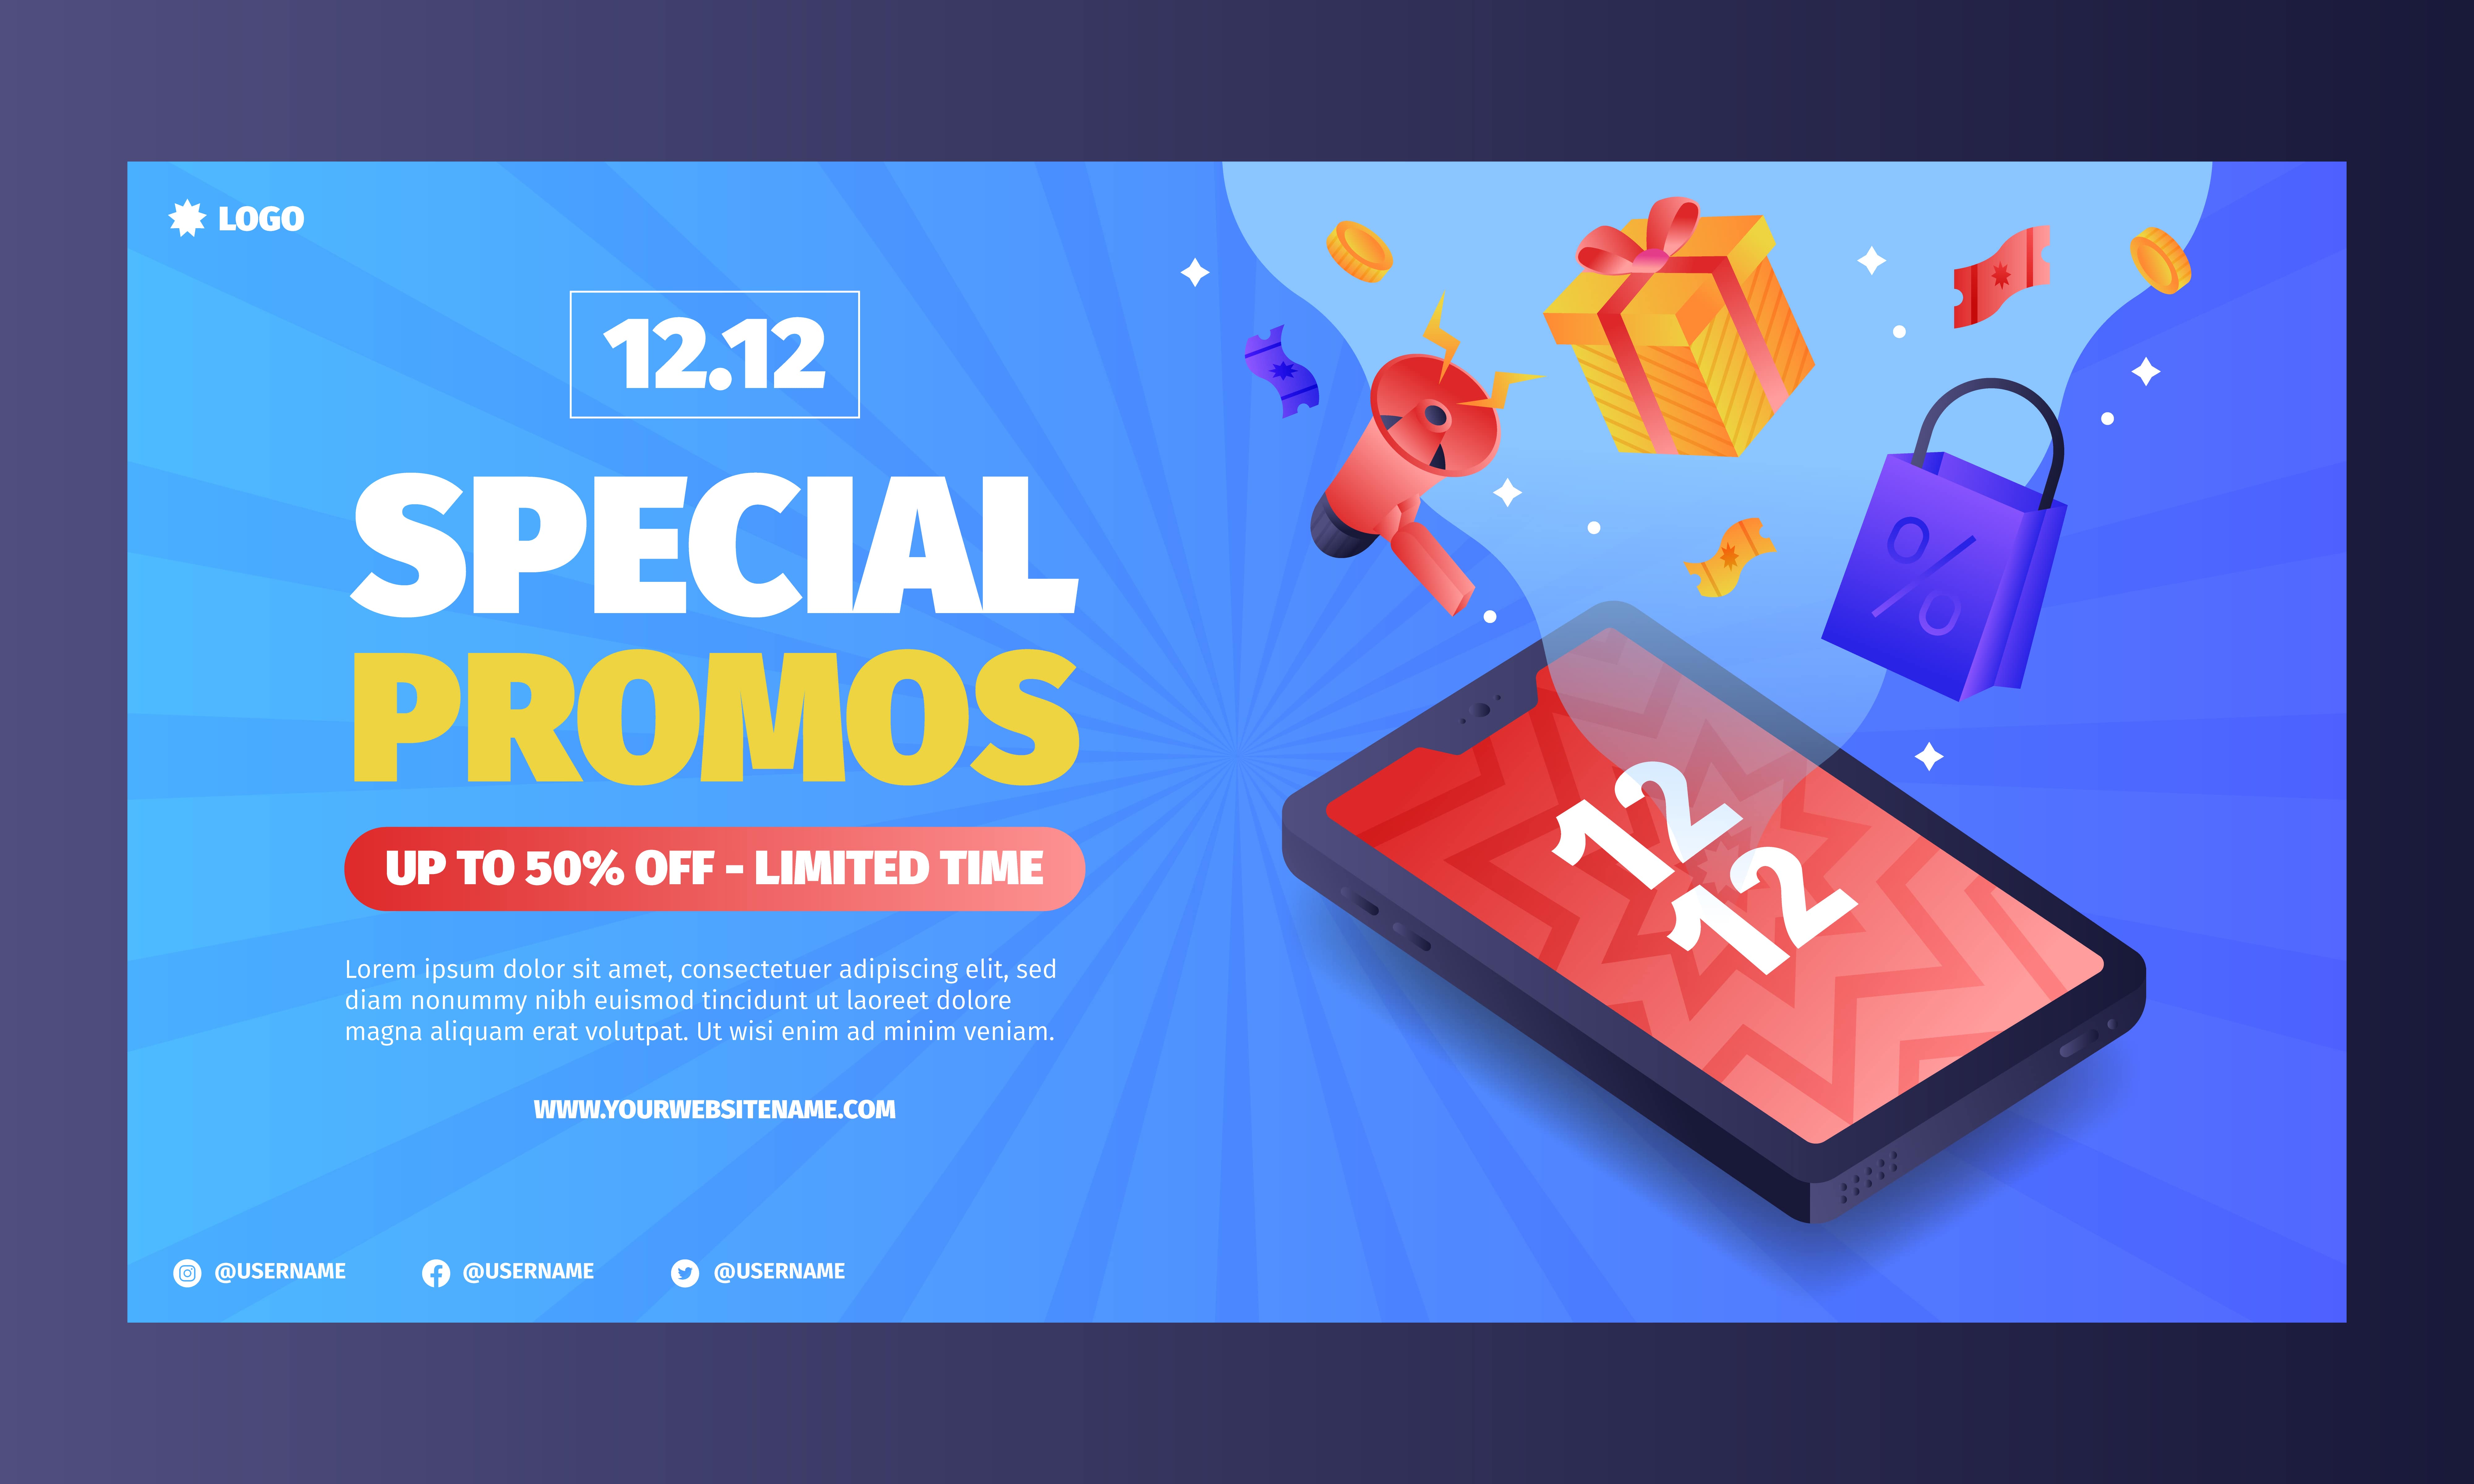 LOGO
12.12
SPECIAL
PROMOS
UP TO 50% OFF - LIMITED TIME
Lorem ipsum dolor sit amet, consectetuer adipiscing elit, sed
diam nonummy nibh euismod tincidunt ut laoreet dolore
magna aliquam erat volutpat. Ut wisi enim ad minim veniam.
WWW.YOURWEBSITENAME.COM
@USERNAME @USERNAME @USERNAME
%
12
12